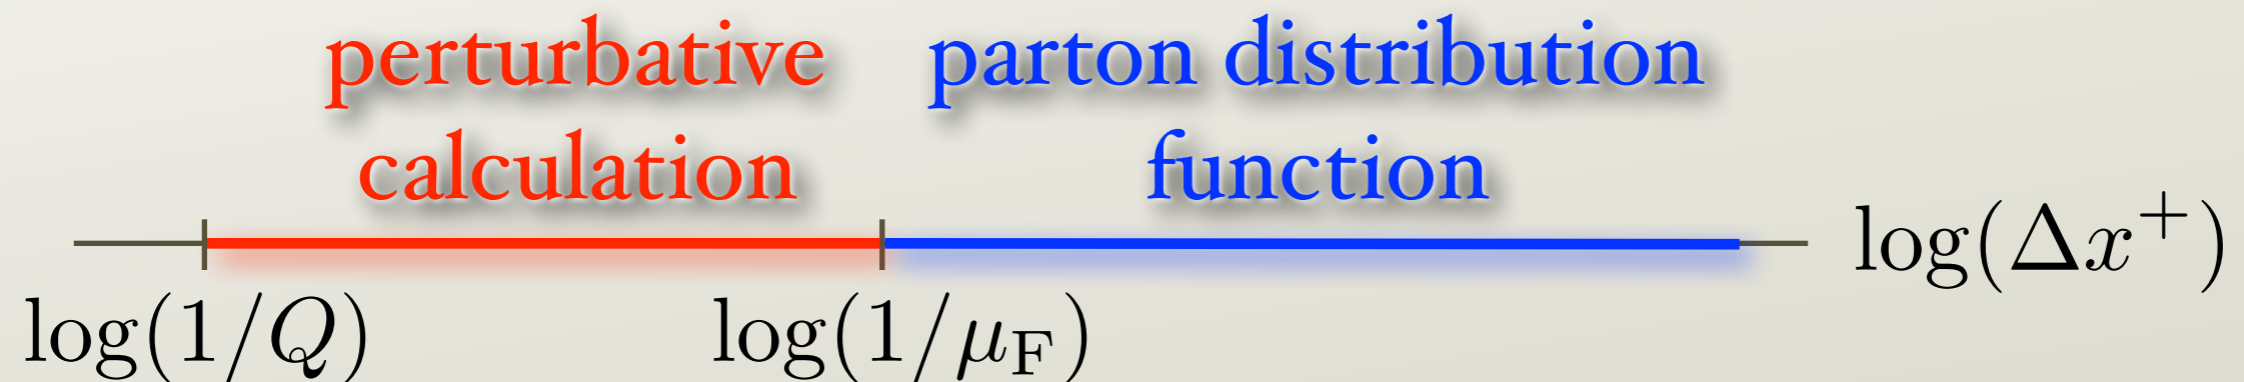 perturbative calculation
parton distribution function
log(Δx⁺)
log(1/Q)
log(1/μ_F)